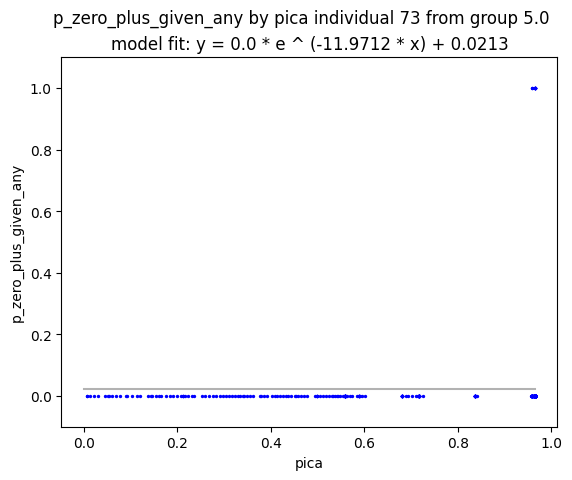 p_zero_plus_given_any by pica individual 73 from group 5.0
model fit: y = 0.0 * e ^ (-11.9712 * x) + 0.0213
p_zero_plus_given_any
1.0
0.8
0.6
0.4
0.2
0.0
0.0 0.2 0.4 0.6 0.8 1.0
pica